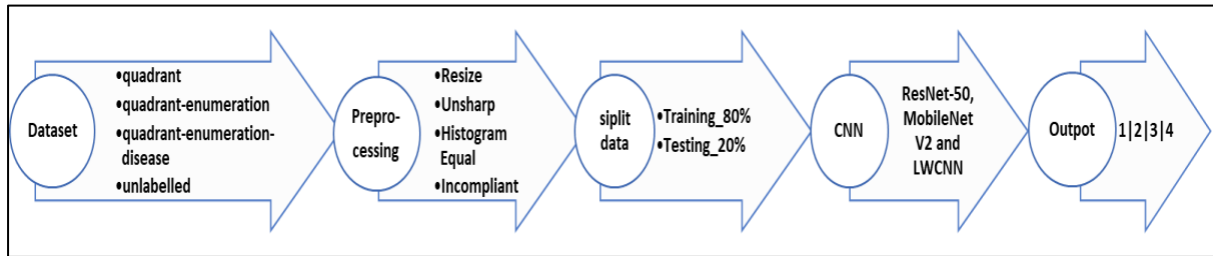 Dataset
•quadrant
•quadrant-enumeration
•quadrant-enumeration-
disease
•unlabelled
Prepro-
cessing
•Resize
•Unsharp
•Histogram
Equal
•Incompliant
siplit
data
•Training_80%
•Testing_20%
CNN
ResNet-50,
MobileNet
V2 and
LWCNN
Outpot
1|2|3|4